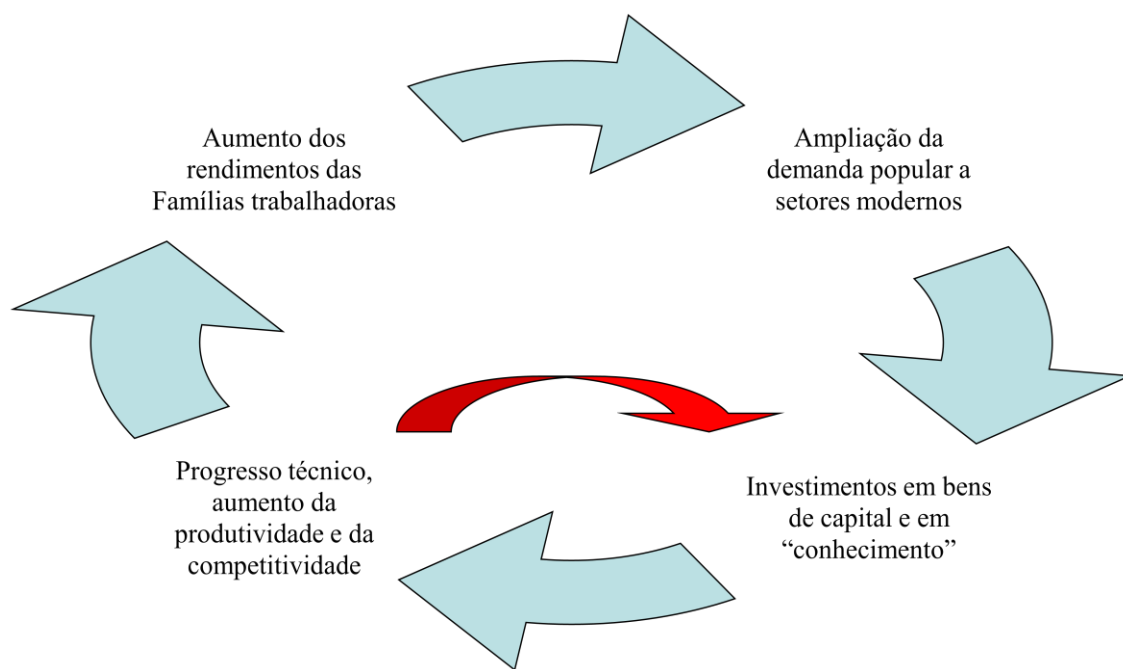 Aumento dos
rendimentos das
Famílias trabalhadoras
Ampliação da
demanda popular a
setores modernos
Progresso técnico,
aumento da
produtividade e da
competitividade
Investimentos em bens
de capital e em
“conhecimento”